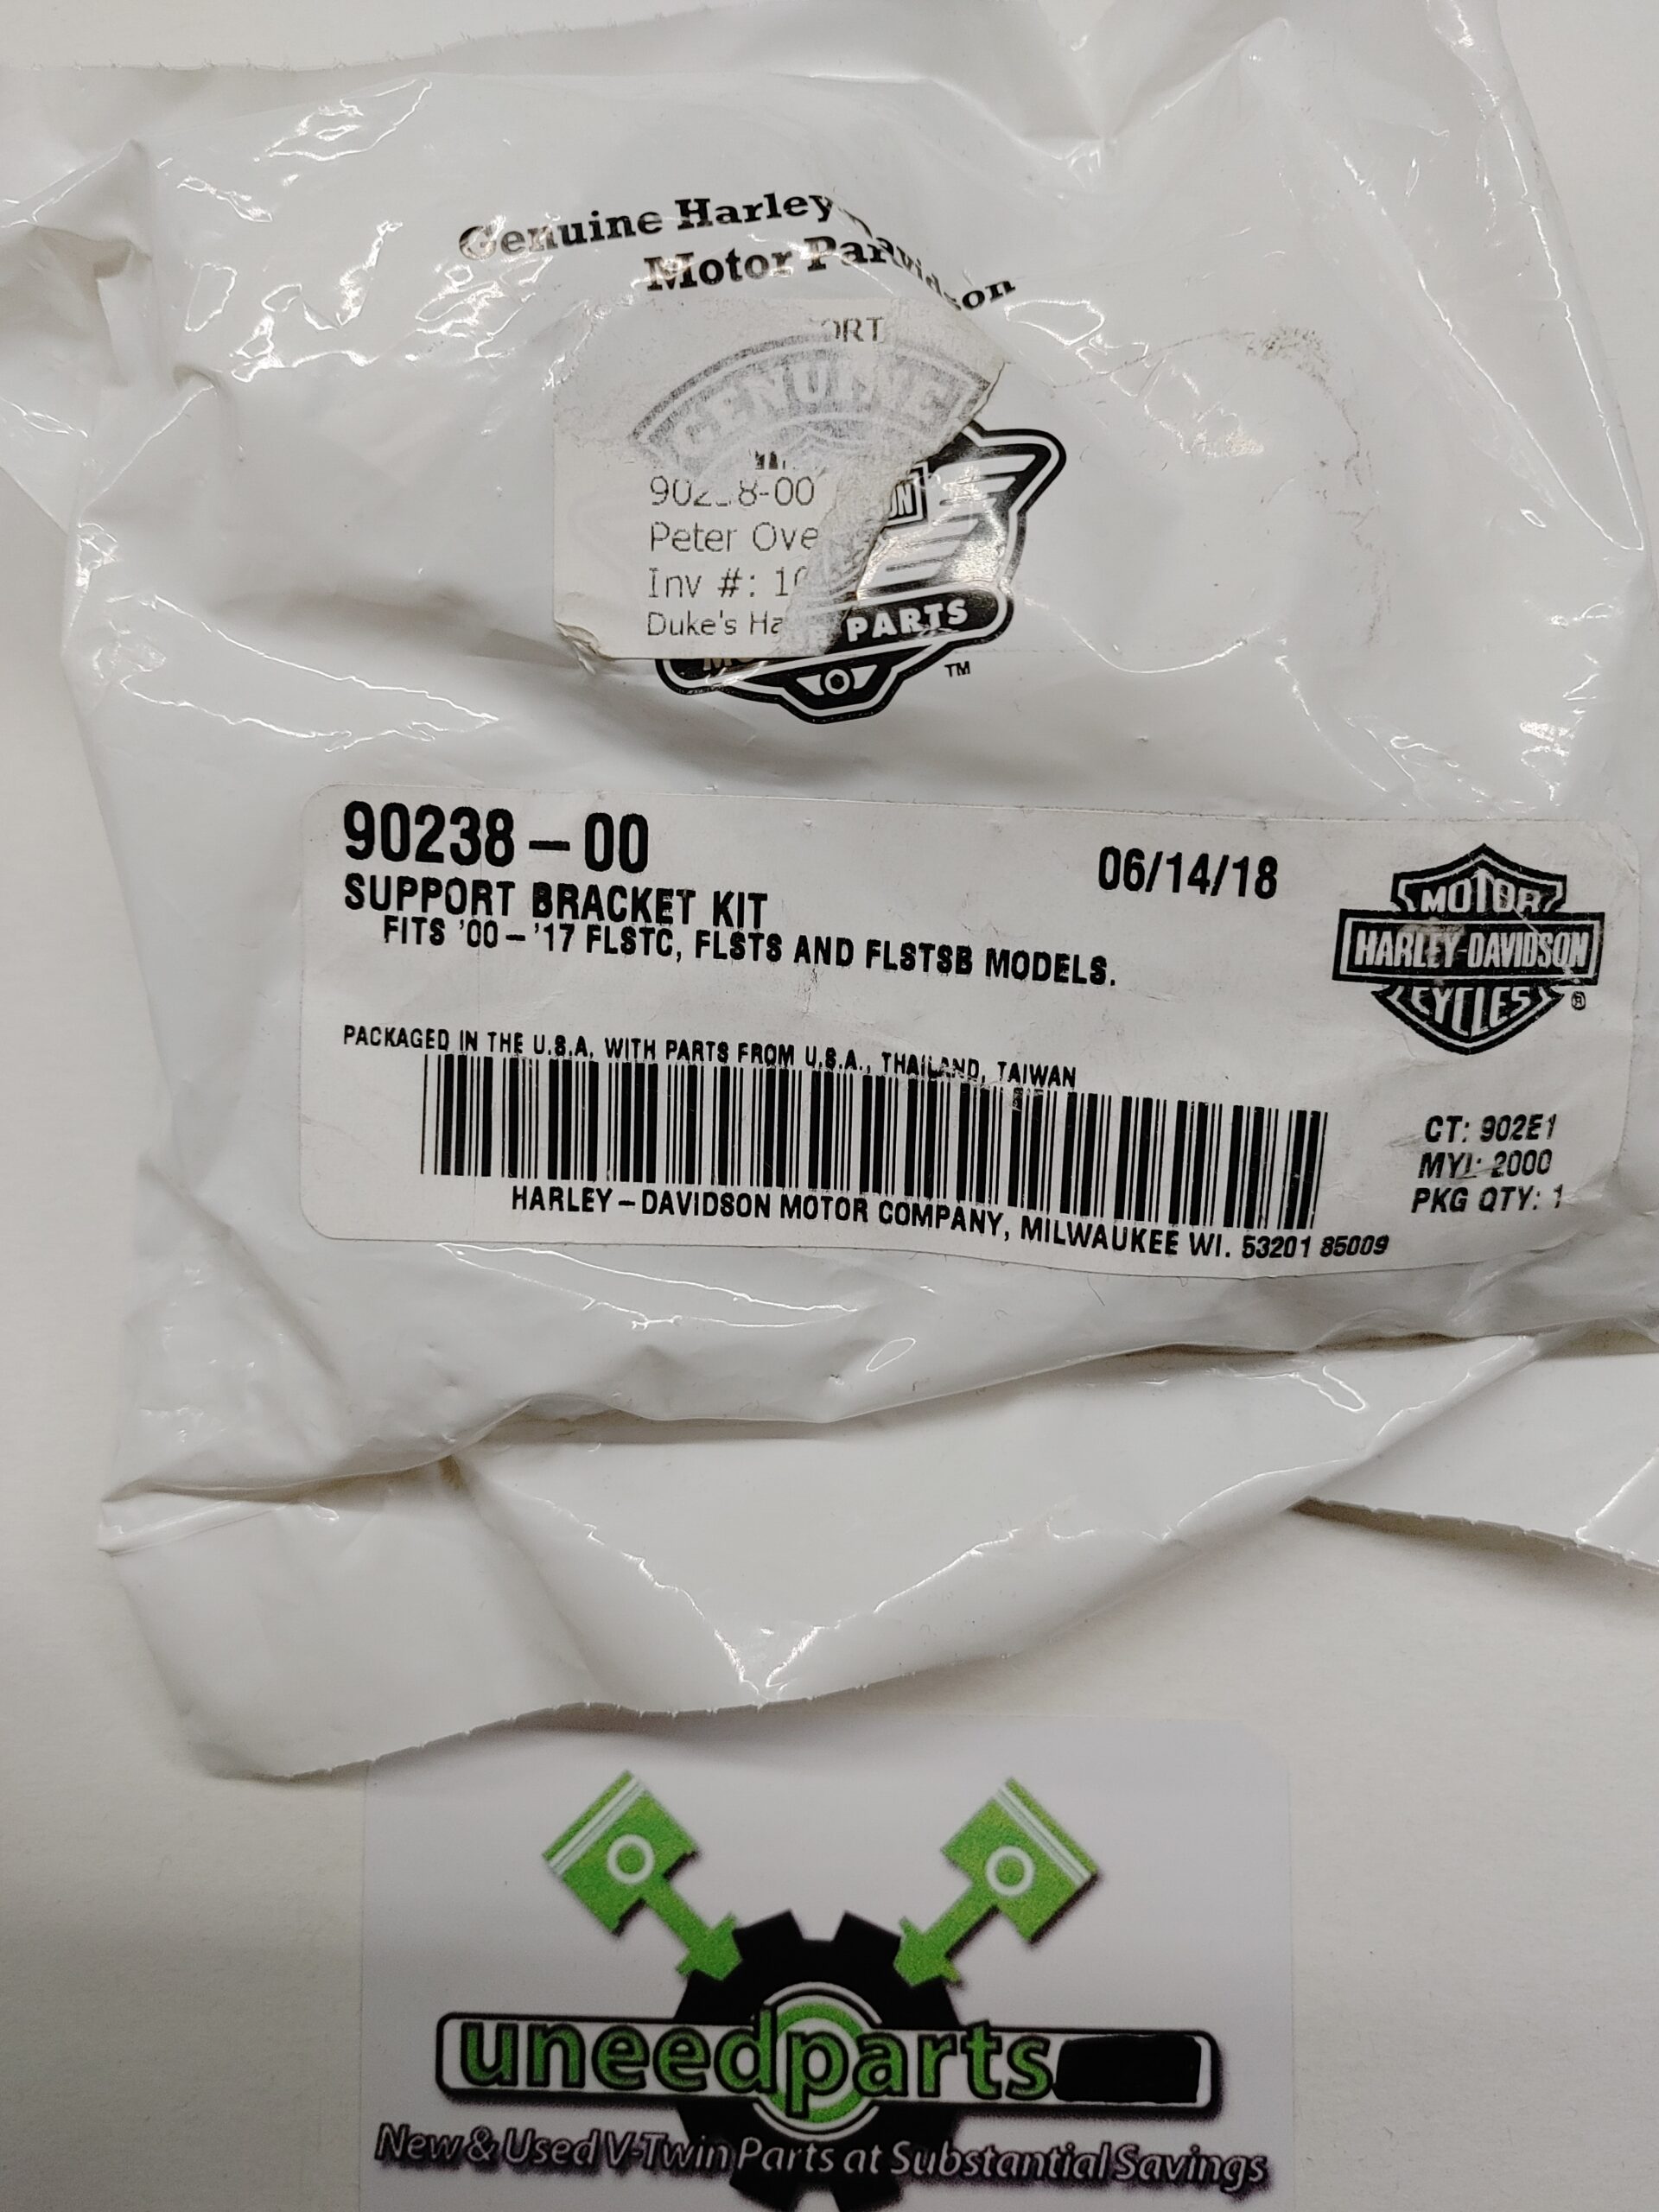 Genuine Harley-Davidson
Motor Par
ORT
GENUINE
90238-00
Peter Ove
Inv #: 10
Duke's Ha
PARTS
TM
90238-00
06/14/18
SUPPORT BRACKET KIT
FITS '00-'17 FLSTC, FLSTS AND FLSTSB MODELS.
MOTOR
HARLEY-DAVIDSON
CYCLES
®
PACKAGED IN THE U.S.A. WITH PARTS FROM U.S.A., THAILAND, TAIWAN
CT: 902E1
MYI: 2000
PKG QTY: 1
HARLEY-DAVIDSON MOTOR COMPANY, MILWAUKEE WI. 53201 85009
uneedparts
New & Used V-Twin Parts at Substantial Savings